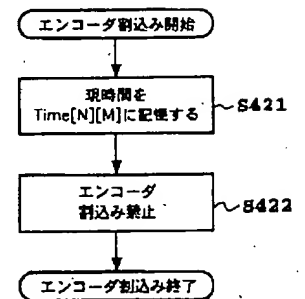 エンコーダ割込み開始
現時間を
Time[N][M]に記憶する
S421
エンコーダ
割込み禁止
S422
エンコーダ割込み終了